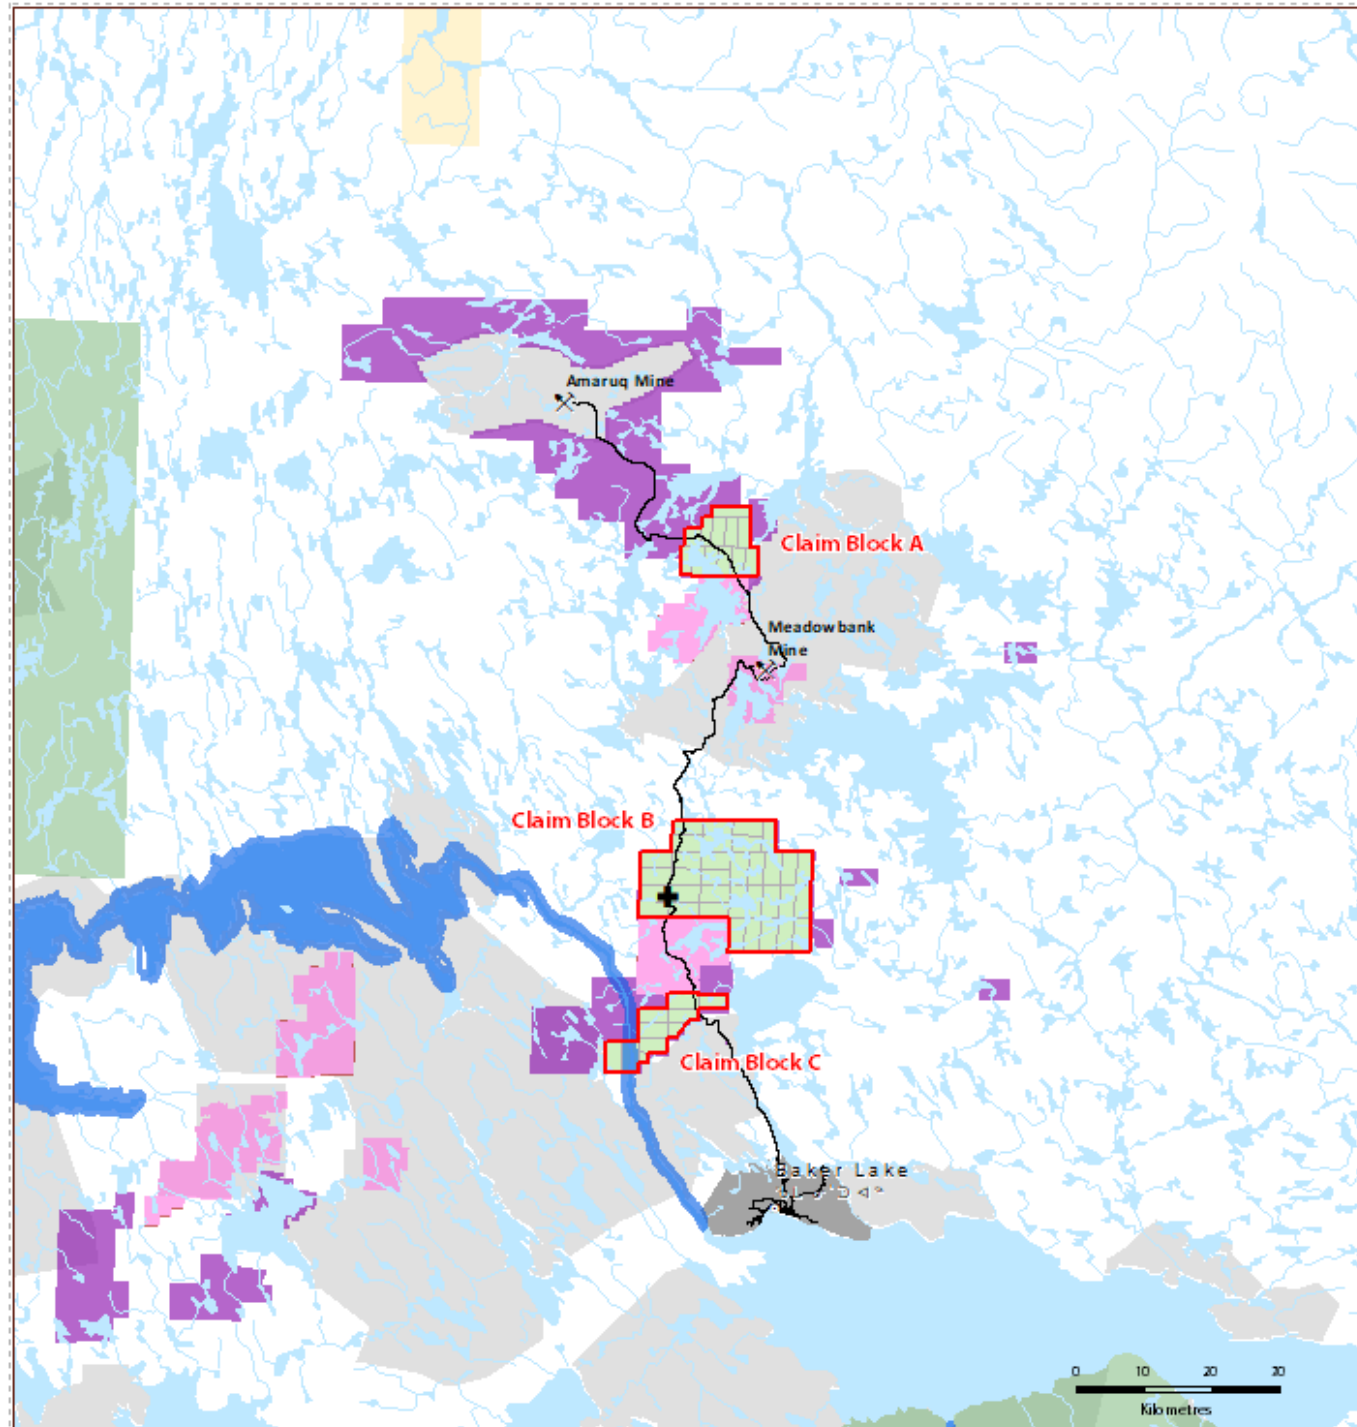 Amaruq Mine
Claim Block A
Meadowbank
Mine
Claim Block B
Claim Block C
Baker Lake
0 10 20 30
Kilometres